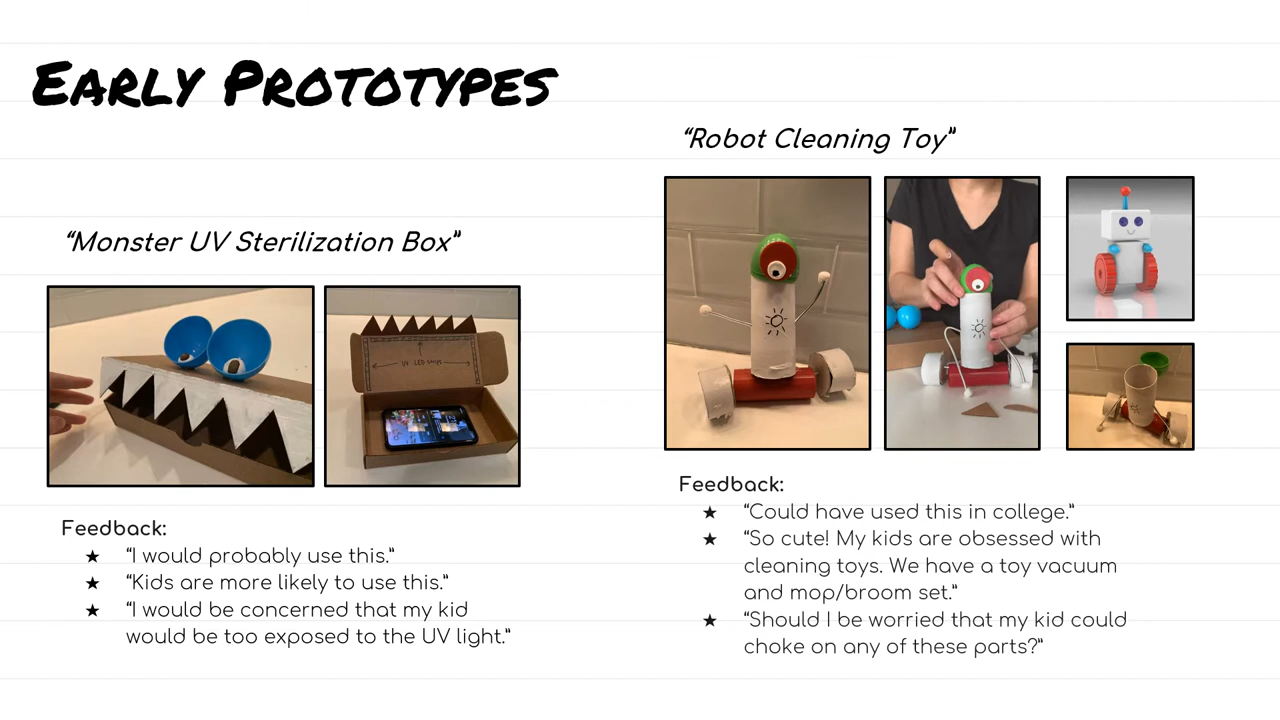 EARLY PROTOTYPES
“Robot Cleaning Toy”
“Monster UV Sterilization Box”
UV LED Strips
Feedback:
★ “I would probably use this.”
★ “Kids are more likely to use this.”
★ “I would be concerned that my kid
would be too exposed to the UV light.”
Feedback:
★ “Could have used this in college.”
★ “So cute! My kids are obsessed with
cleaning toys. We have a toy vacuum
and mop/broom set.”
★ “Should I be worried that my kid could
choke on any of these parts?”